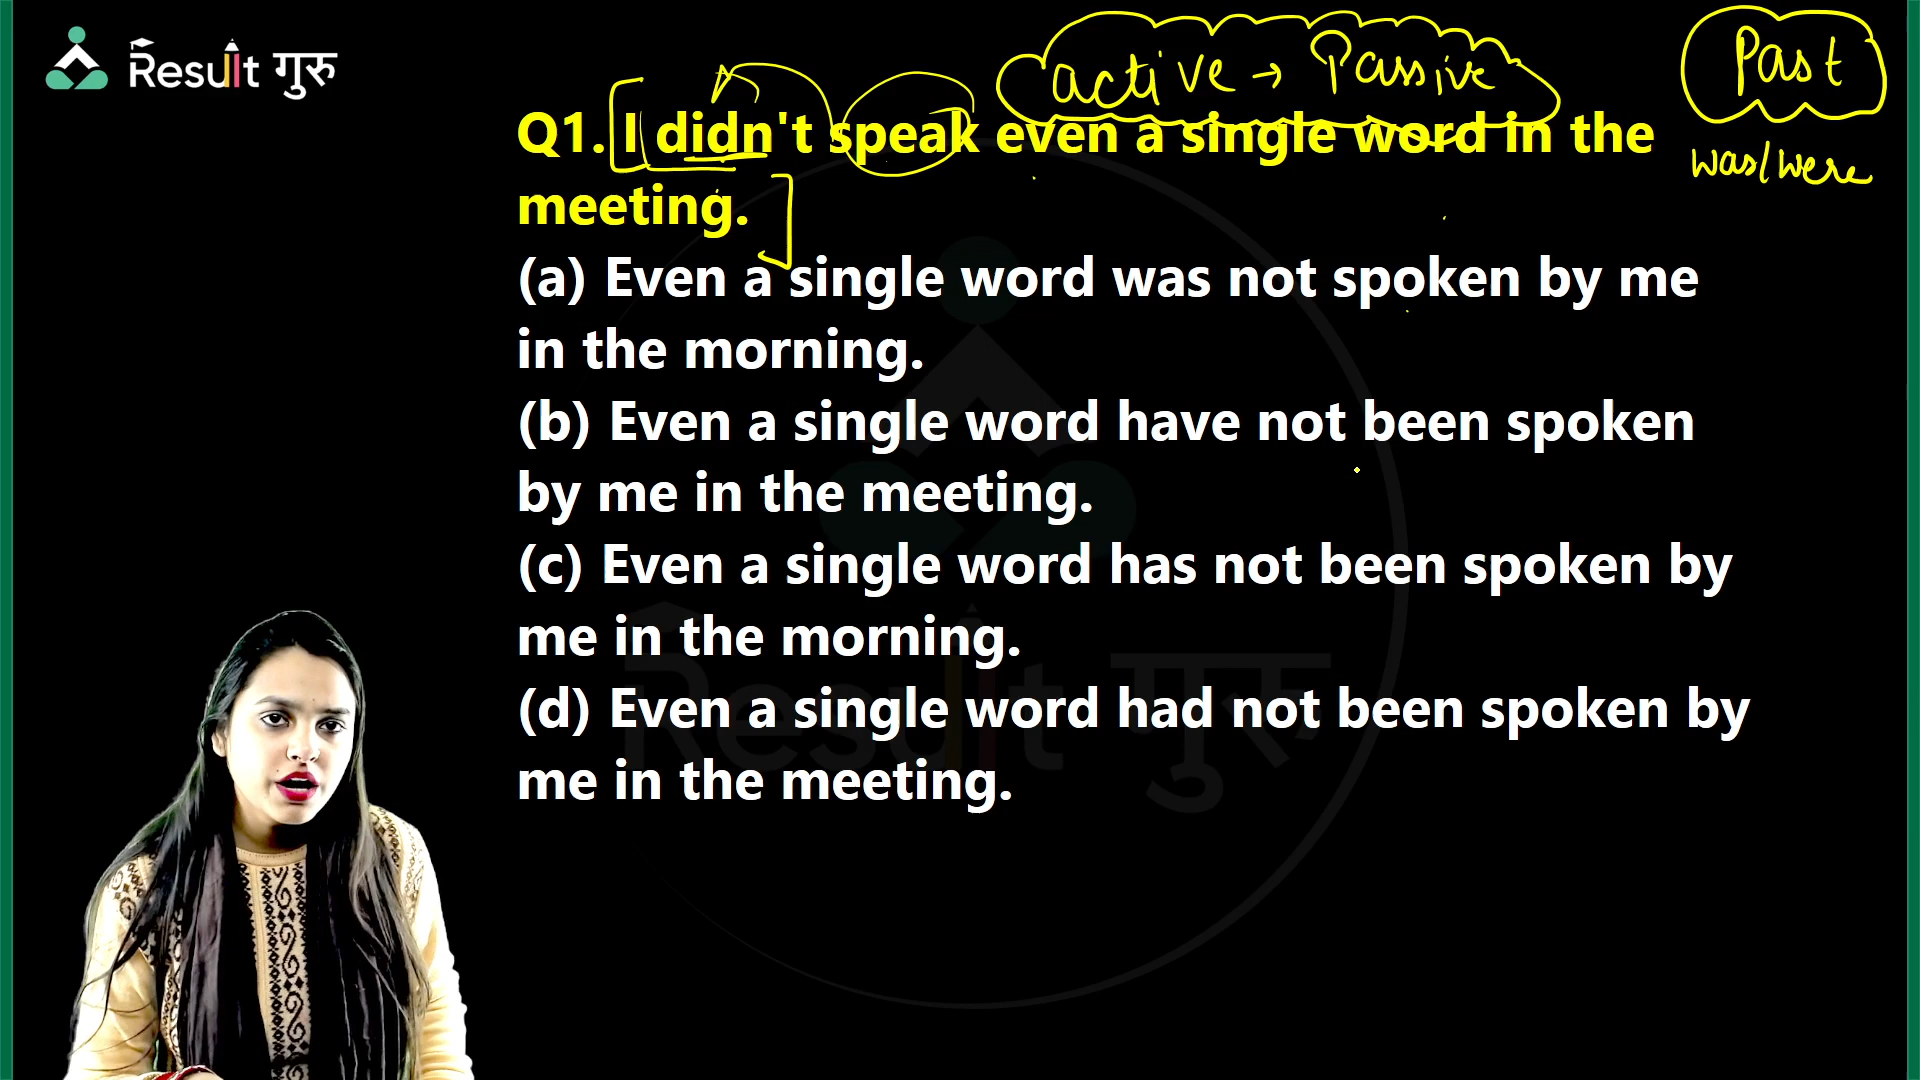 Result गुरु
active → Passive
Past
was/were
Q1. I didn't speak even a single word in the
meeting.
(a) Even a single word was not spoken by me
in the morning.
(b) Even a single word have not been spoken
by me in the meeting.
(c) Even a single word has not been spoken by
me in the morning.
(d) Even a single word had not been spoken by
me in the meeting.
Result गुरु